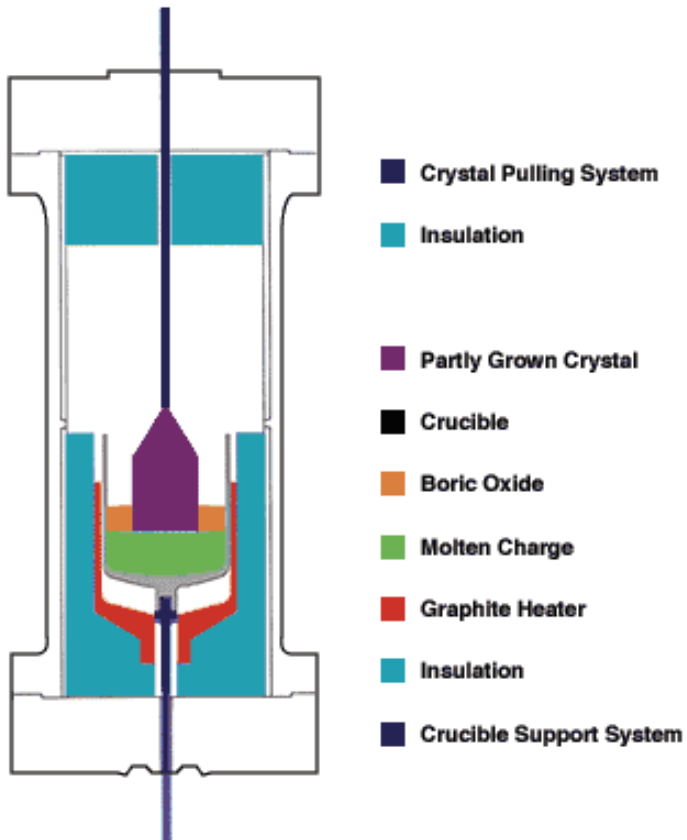 Crystal Pulling System
Insulation
Partly Grown Crystal
Crucible
Boric Oxide
Molten Charge
Graphite Heater
Insulation
Crucible Support System